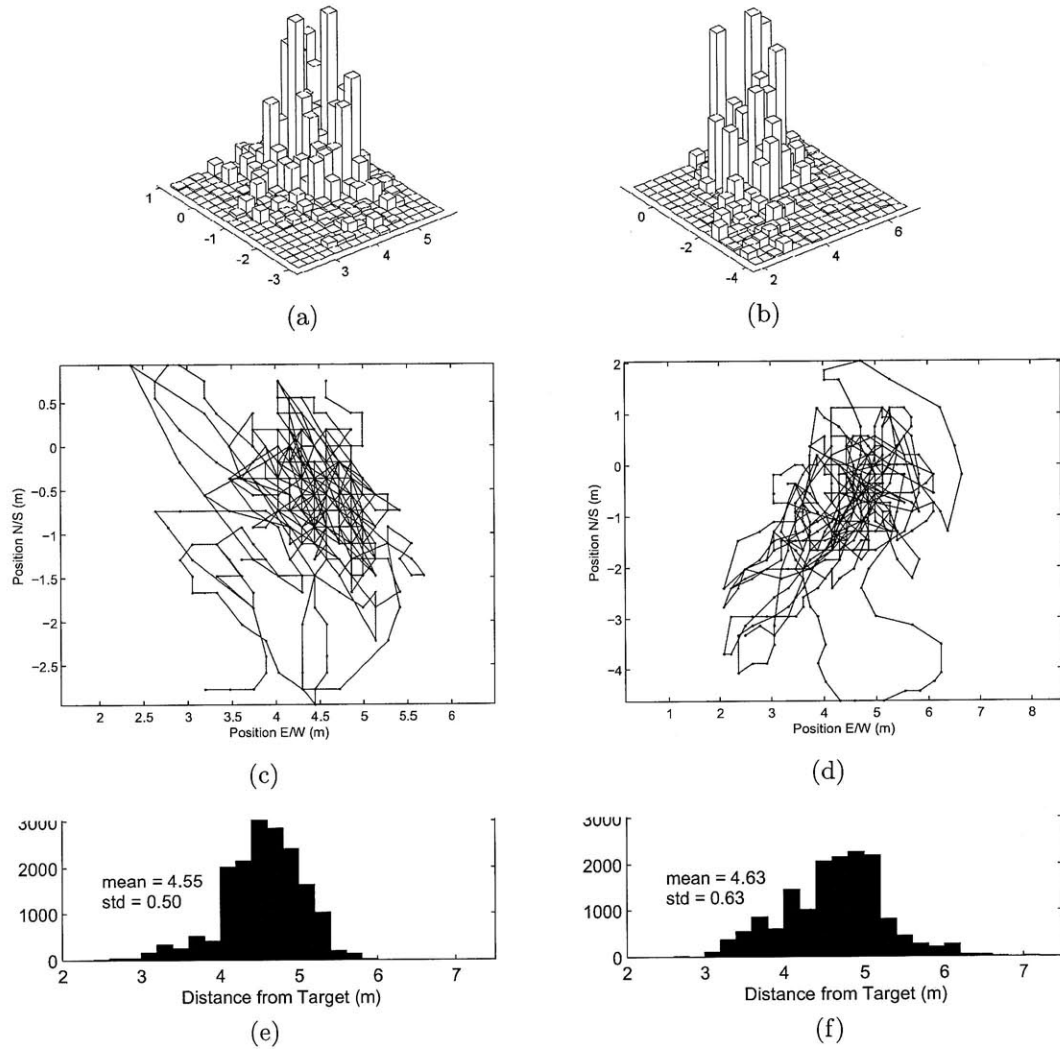 1
0
-1
-2
-3
3
4
5
(a)
0
-2
-4
2
4
6
(b)
0.5
0
−0.5
−1
−1.5
−2
−2.5
Position N/S (m)
2 2.5 3 3.5 4 4.5 5 5.5 6
Position E/W (m)
(c)
2
1
0
−1
−2
−3
−4
Position N/S (m)
1 2 3 4 5 6 7 8
Position E/W (m)
(d)
3000
2000
1000
0
mean = 4.55
std = 0.50
2 3 4 5 6 7
Distance from Target (m)
(e)
3000
2000
1000
0
mean = 4.63
std = 0.63
2 3 4 5 6 7
Distance from Target (m)
(f)